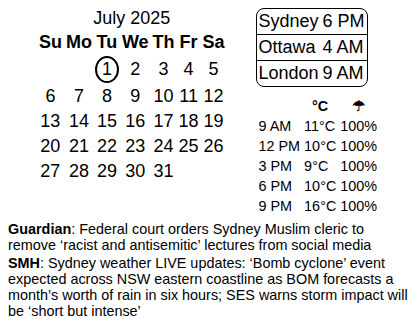 July 2025
Su Mo Tu We Th Fr Sa
1 2 3 4 5
6 7 8 9 10 11 12
13 14 15 16 17 18 19
20 21 22 23 24 25 26
27 28 29 30 31
Sydney 6 PM
Ottawa 4 AM
London 9 AM
°C ☂
9 AM 11°C 100%
12 PM 10°C 100%
3 PM 9°C 100%
6 PM 10°C 100%
9 PM 16°C 100%
Guardian: Federal court orders Sydney Muslim cleric to
remove ‘racist and antisemitic’ lectures from social media
SMH: Sydney weather LIVE updates: ‘Bomb cyclone’ event
expected across NSW eastern coastline as BOM forecasts a
month’s worth of rain in six hours; SES warns storm impact will
be ‘short but intense’